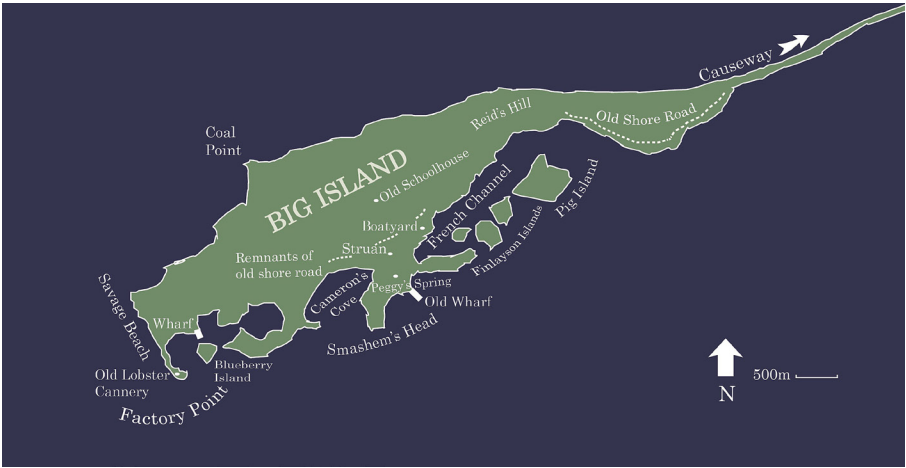 Causeway
Old Shore Road
Reid's Hill
Coal
Point
BIG ISLAND
Old Schoolhouse
Pig Island
French Channel
Boatyard
Finlayson Islands
Struan
Remnants of
old shore road
Peggy's Spring
Cameron's
Cove
Old Wharf
Savage Beach
Wharf
Smashen's Head
Blueberry
Island
Old Lobster
Cannery
Factory Point
500m
N